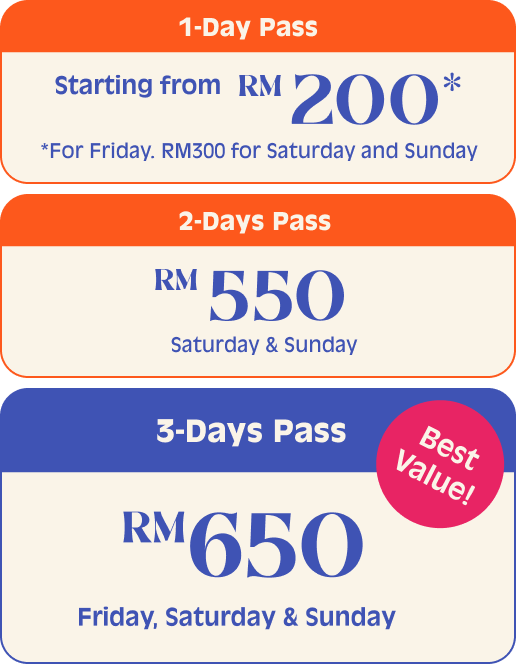 1-Day Pass
Starting from RM 200*
*For Friday. RM300 for Saturday and Sunday
2-Days Pass
RM 550
Saturday & Sunday
3-Days Pass
Best
Value!
RM650
Friday, Saturday & Sunday